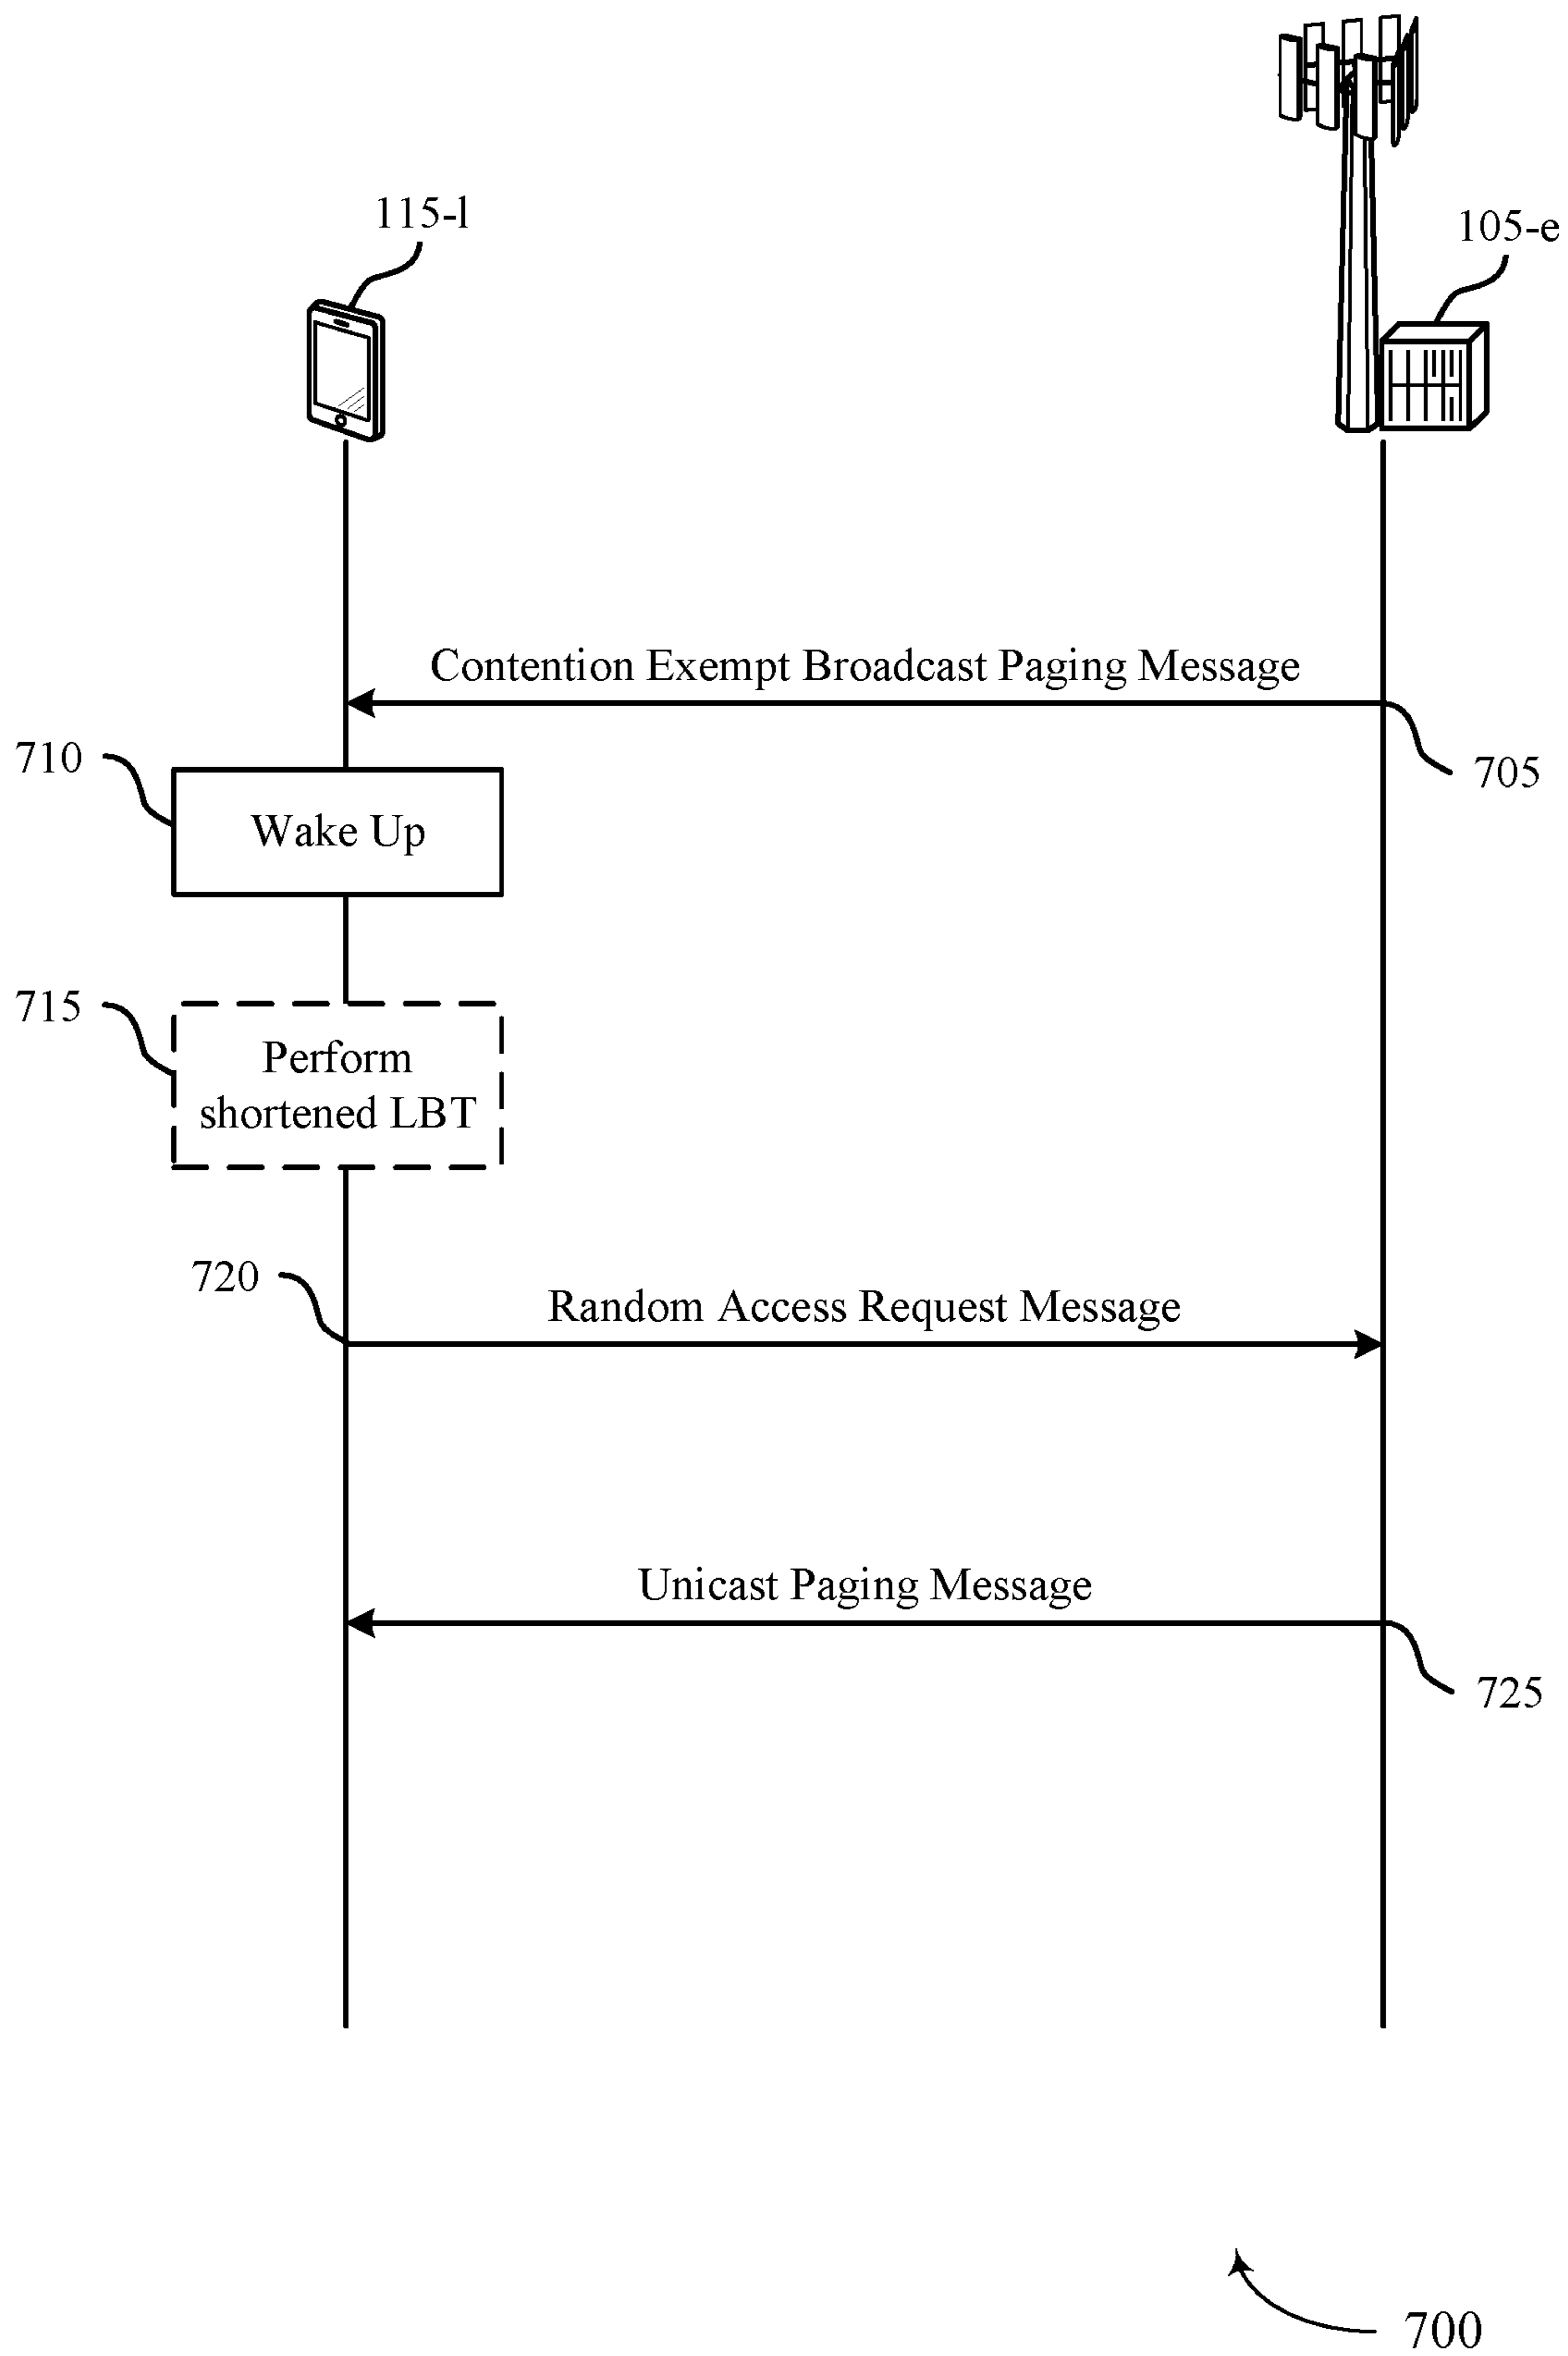 115-l
105-e
Contention Exempt Broadcast Paging Message
705
710
Wake Up
715
Perform
shortened LBT
720
Random Access Request Message
Unicast Paging Message
725
700